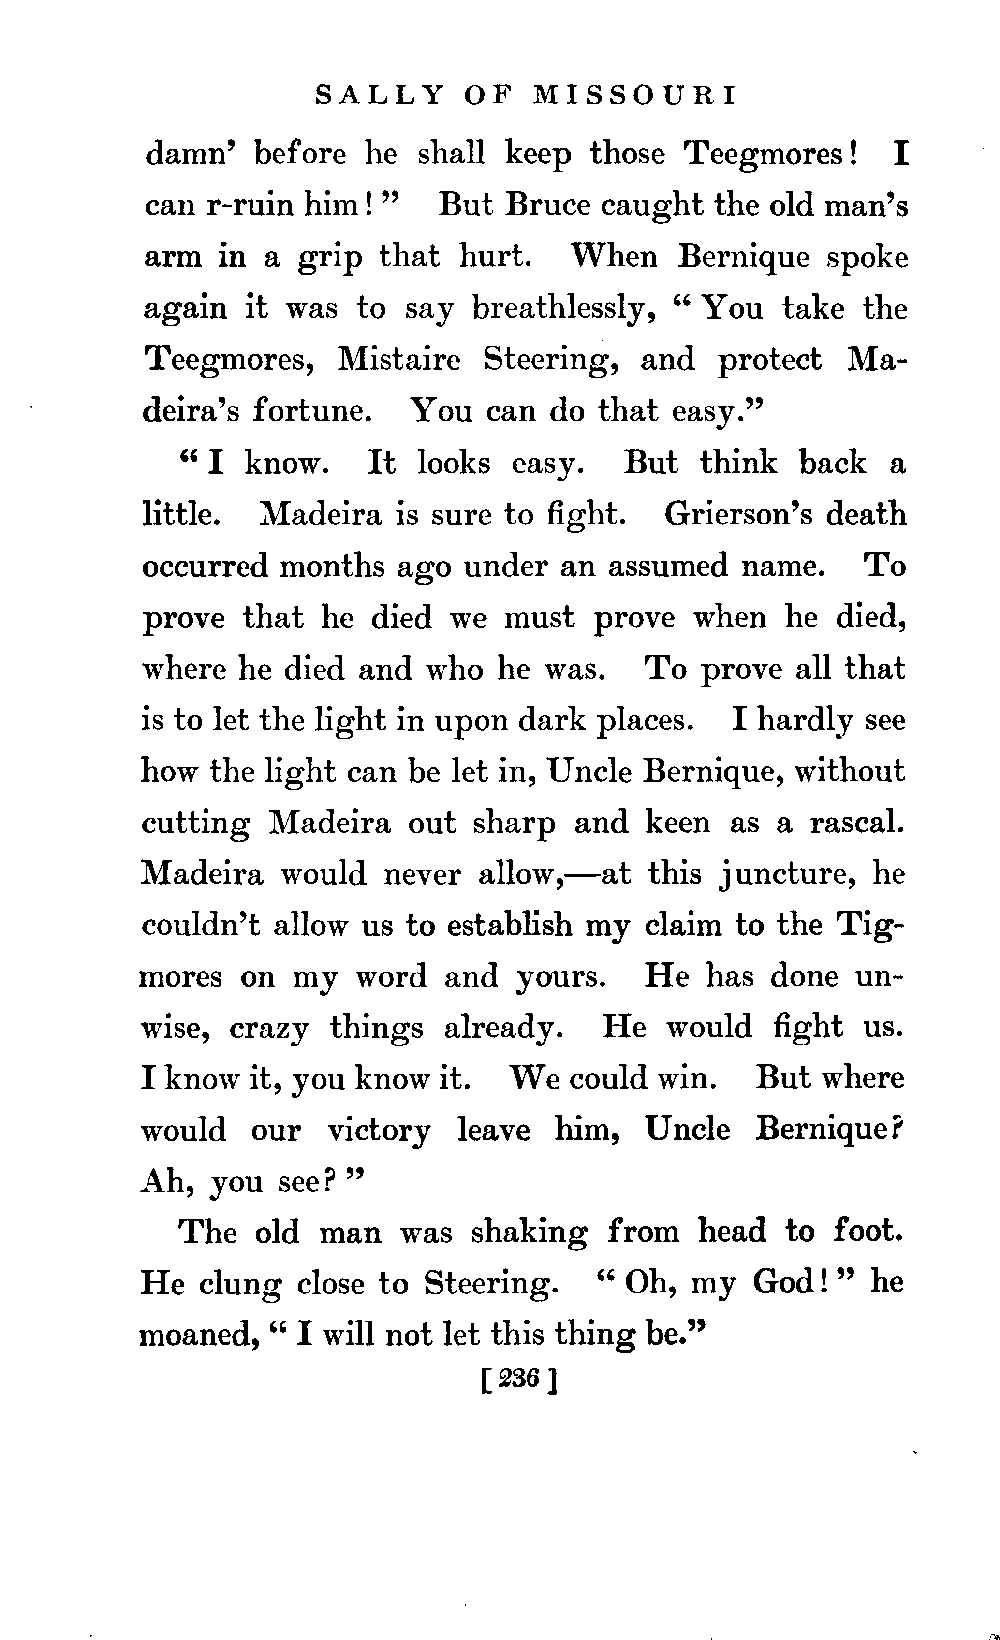 SALLY OF MISSOURI
damn' before he shall keep those Teegmores! I
can r-ruin him!" But Bruce caught the old man's
arm in a grip that hurt. When Bernique spoke
again it was to say breathlessly, "You take the
Teegmores, Mistaire Steering, and protect Ma-
deira's fortune. You can do that easy."
"I know. It looks easy. But think back a
little. Madeira is sure to fight. Grierson's death
occurred months ago under an assumed name. To
prove that he died we must prove when he died,
where he died and who he was. To prove all that
is to let the light in upon dark places. I hardly see
how the light can be let in, Uncle Bernique, without
cutting Madeira out sharp and keen as a rascal.
Madeira would never allow,—at this juncture, he
couldn't allow us to establish my claim to the Tig-
mores on my word and yours. He has done un-
wise, crazy things already. He would fight us.
I know it, you know it. We could win. But where
would our victory leave him, Uncle Bernique?
Ah, you see?"
The old man was shaking from head to foot.
He clung close to Steering. "Oh, my God!" he
moaned, "I will not let this thing be."
[236]